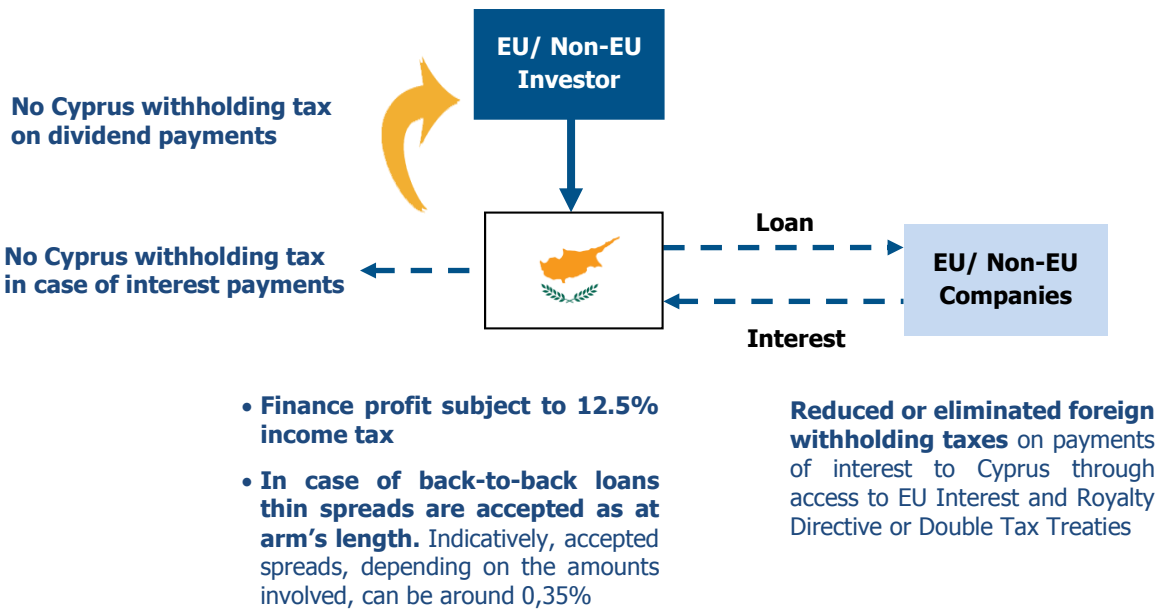 EU/ Non-EU
Investor
No Cyprus withholding tax
on dividend payments
No Cyprus withholding tax
in case of interest payments
Loan
EU/ Non-EU
Companies
Interest
• Finance profit subject to 12.5%
income tax
• In case of back-to-back loans
thin spreads are accepted as at
arm's length. Indicatively, accepted
spreads, depending on the amounts
involved, can be around 0,35%
Reduced or eliminated foreign
withholding taxes on payments
of interest to Cyprus through
access to EU Interest and Royalty
Directive or Double Tax Treaties